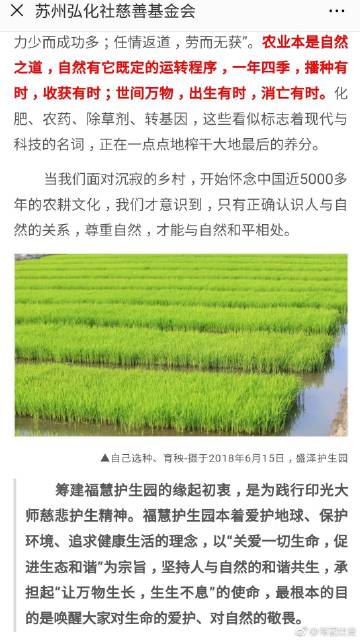 苏州弘化社慈善基金会
力少而成功多；任情返道，劳而无获”。农业本是自然
之道，自然有它既定的运转程序，一年四季，播种有
时，收获有时；世间万物，出生有时，消亡有时。化
肥、农药、除草剂、转基因，这些看似标志着现代与
科技的名词，正在一点点地榨干大地最后的养分。
当我们面对沉寂的乡村，开始怀念中国近5000多
年的农耕文化，我们才意识到，只有正确认识人与自
然的关系，尊重自然，才能与自然和平相处。
▲自己选种、育秧-摄于2018年6月15日，盛泽护生园
筹建福慧护生园的缘起初衷，是为践行印光大
师慈悲护生精神。福慧护生园本着爱护地球、保护
环境、追求健康生活的理念，以“关爱一切生命，促
进生态和谐”为宗旨，坚持人与自然的和谐共生，承
担起“让万物生长，生生不息”的使命，最根本的目
的是唤醒大家对生命的爱护、对自然的敬畏。